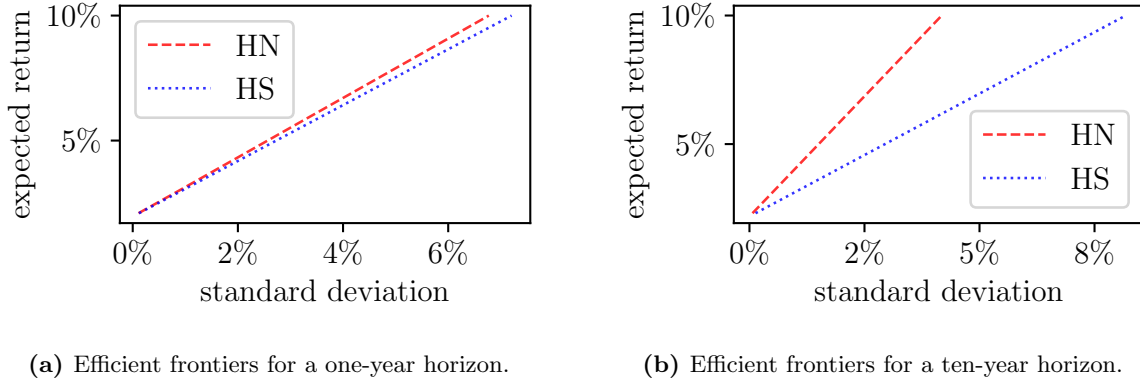 10%
5%
expected return
HN
HS
0%
2%
4%
6%
standard deviation
(a) Efficient frontiers for a one-year horizon.
10%
5%
expected return
HN
HS
0%
2%
5%
8%
standard deviation
(b) Efficient frontiers for a ten-year horizon.